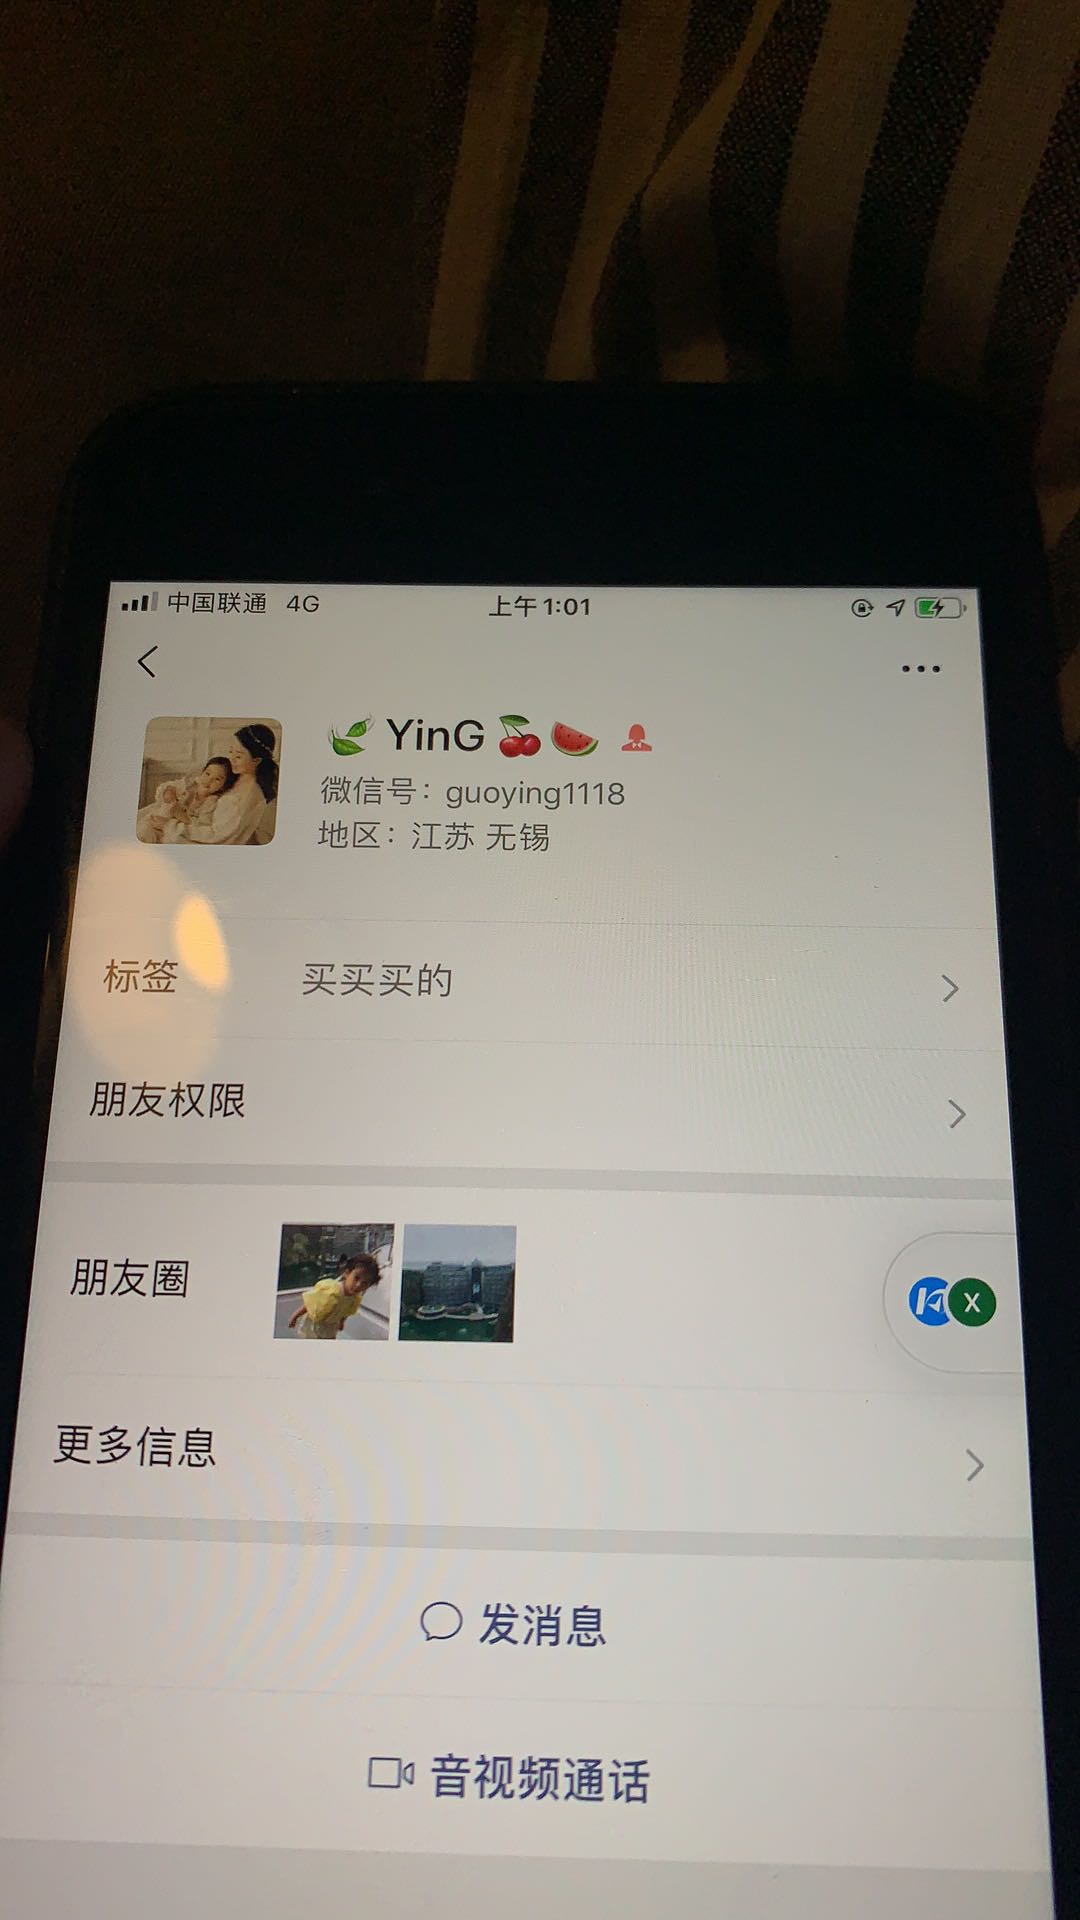 中国联通 4G 上午1:01
YinG
微信号：guoying1118
地区：江苏 无锡
标签 买买买的
朋友权限
朋友圈
X
更多信息
发消息
音视频通话